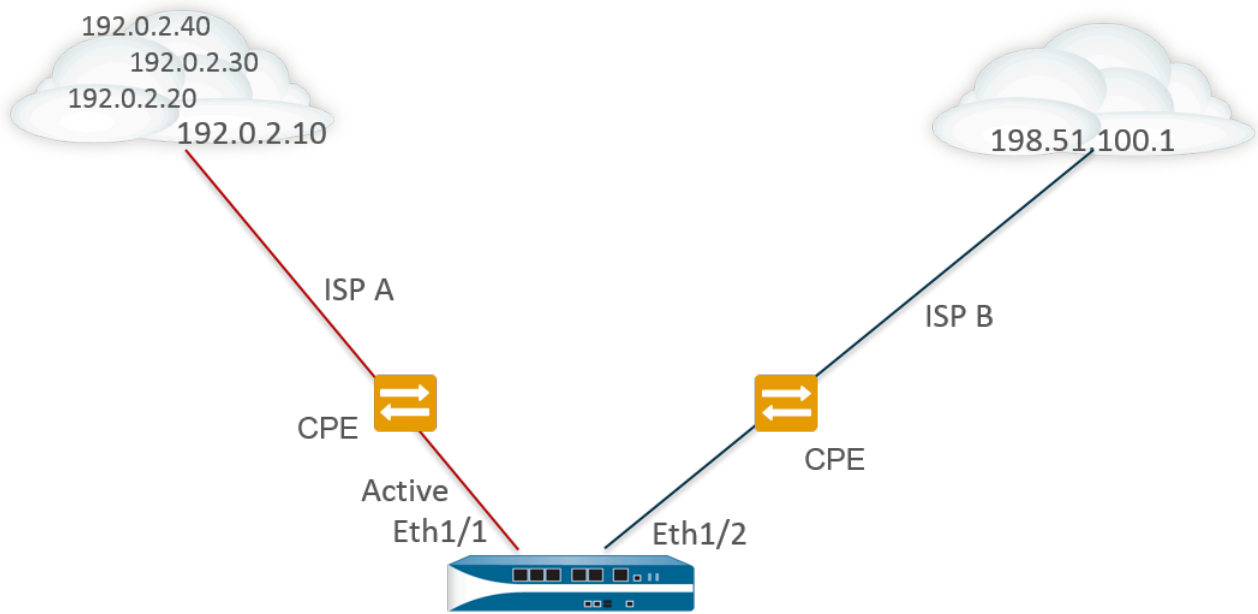 192.0.2.40
192.0.2.30
192.0.2.20
192.0.2.10
198.51.100.1
ISP A
ISP B
CPE
CPE
Active
Eth1/1
Eth1/2